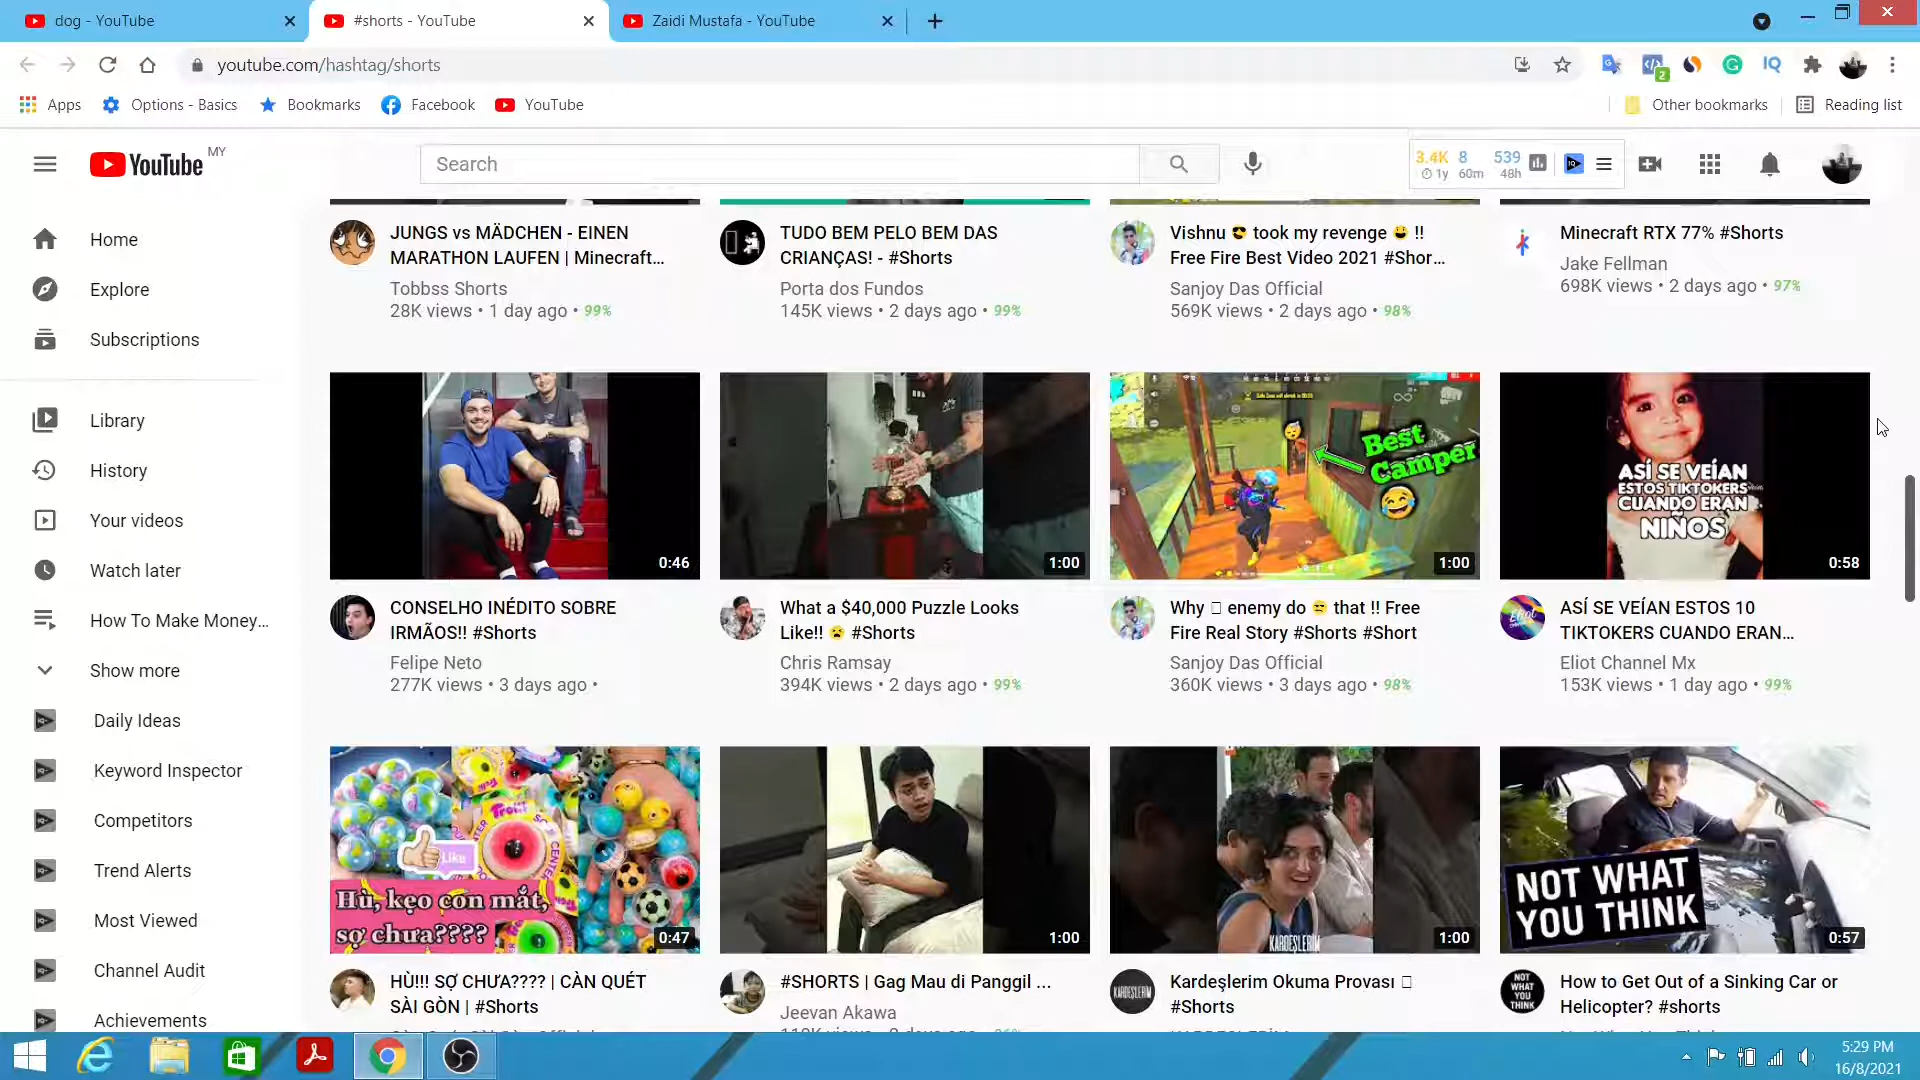 dog - YouTube
#shorts - YouTube
Zaidi Mustafa - YouTube
youtube.com/hashtag/shorts
2
IQ
Apps
Options - Basics
Bookmarks
Facebook
YouTube
Other bookmarks
Reading list
YouTube MY
Search
3.4K 8 539
1y 60m 48h
Home
Explore
Subscriptions
Library
History
Your videos
Watch later
How To Make Money...
Show more
Daily Ideas
Keyword Inspector
Competitors
Trend Alerts
Most Viewed
Channel Audit
Achievements
JUNGS vs MÄDCHEN - EINEN
MARATHON LAUFEN | Minecraft...
Tobbss Shorts
28K views • 1 day ago • 99%
TUDO BEM PELO BEM DAS
CRIANÇAS! - #Shorts
Porta dos Fundos
145K views • 2 days ago • 99%
Vishnu 😎 took my revenge 😀 !!
Free Fire Best Video 2021 #Shor...
Sanjoy Das Official
569K views • 2 days ago • 98%
Minecraft RTX 77% #Shorts
Jake Fellman
698K views • 2 days ago • 97%
0:46
CONSELHO INÉDITO SOBRE
IRMÃOS!! #Shorts
Felipe Neto
277K views • 3 days ago •
1:00
What a $40,000 Puzzle Looks
Like!! 😫 #Shorts
Chris Ramsay
394K views • 2 days ago • 99%
Best
Camper
1:00
Why enemy do 😒 that !! Free
Fire Real Story #Shorts #Short
Sanjoy Das Official
360K views • 3 days ago • 98%
ASÍ SE VEÍAN
ESTOS TIKTOKERS
CUANDO ERAN
NIÑOS
0:58
ASÍ SE VEÍAN ESTOS 10
TIKTOKERS CUANDO ERAN...
Eliot Channel Mx
153K views • 1 day ago • 99%
Like
Hù, kẹo con mắt,
sợ chưa????
0:47
HÙ!!! SỢ CHƯA???? | CÀN QUÉT
SÀI GÒN | #Shorts
1:00
#SHORTS | Gag Mau di Panggil ...
Jeevan Akawa
KARDEŞLERİM
1:00
Kardeşlerim Okuma Provası
#Shorts
NOT WHAT
YOU THINK
0:57
NOT
WHAT
YOU
THINK
How to Get Out of a Sinking Car or
Helicopter? #shorts
5:29 PM
16/8/2021